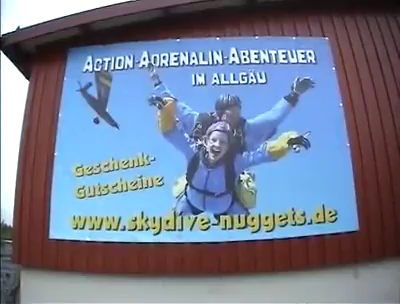 ACTION-ADRENALIN-ABENTEUER
IM ALLGÄU
Geschenk-
Gutscheine
www.skydive-nuggets.de